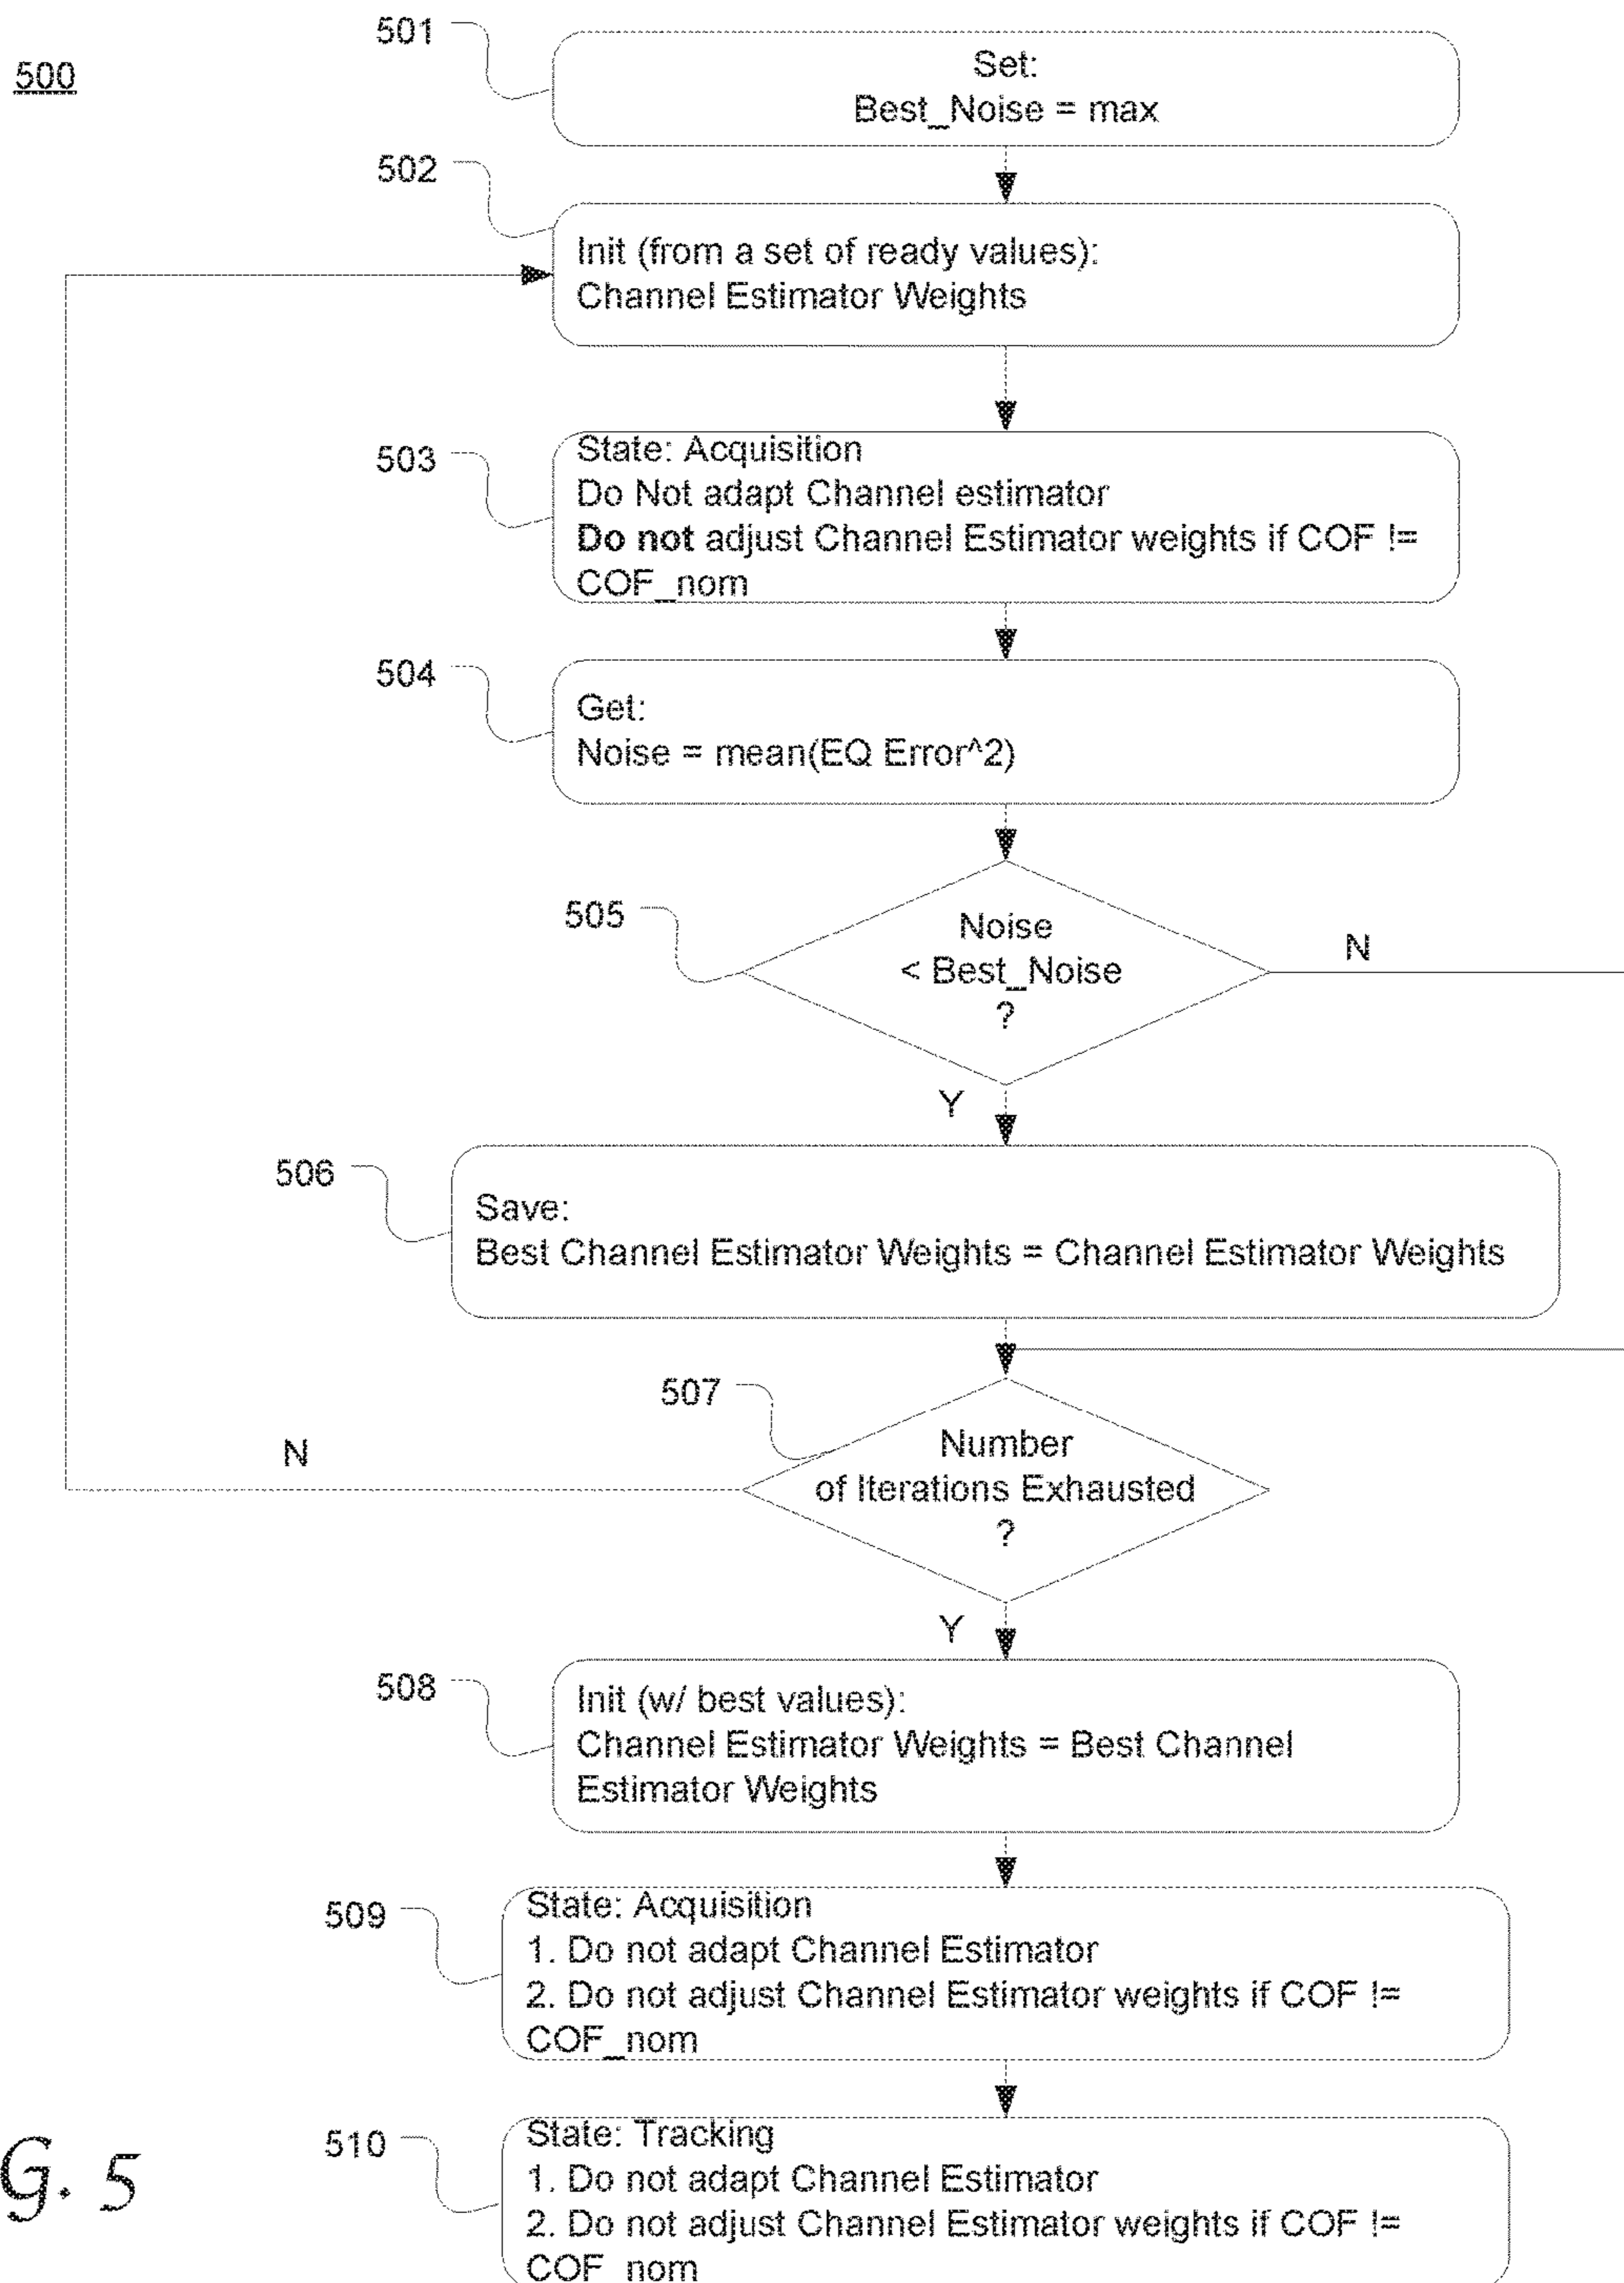 500
501
Set:
Best_Noise = max
502
Init (from a set of ready values):
Channel Estimator Weights
503
State: Acquisition
Do Not adapt Channel estimator
Do not adjust Channel Estimator weights if COF !=
COF_nom
504
Get:
Noise = mean(EQ Error^2)
505
Noise
< Best_Noise
?
N
Y
506
Save:
Best Channel Estimator Weights = Channel Estimator Weights
507
Number
of Iterations Exhausted
?
N
Y
508
Init (w/ best values):
Channel Estimator Weights = Best Channel
Estimator Weights
509
State: Acquisition
1. Do not adapt Channel Estimator
2. Do not adjust Channel Estimator weights if COF !=
COF_nom
510
State: Tracking
1. Do not adapt Channel Estimator
2. Do not adjust Channel Estimator weights if COF !=
COF_nom
G. 5